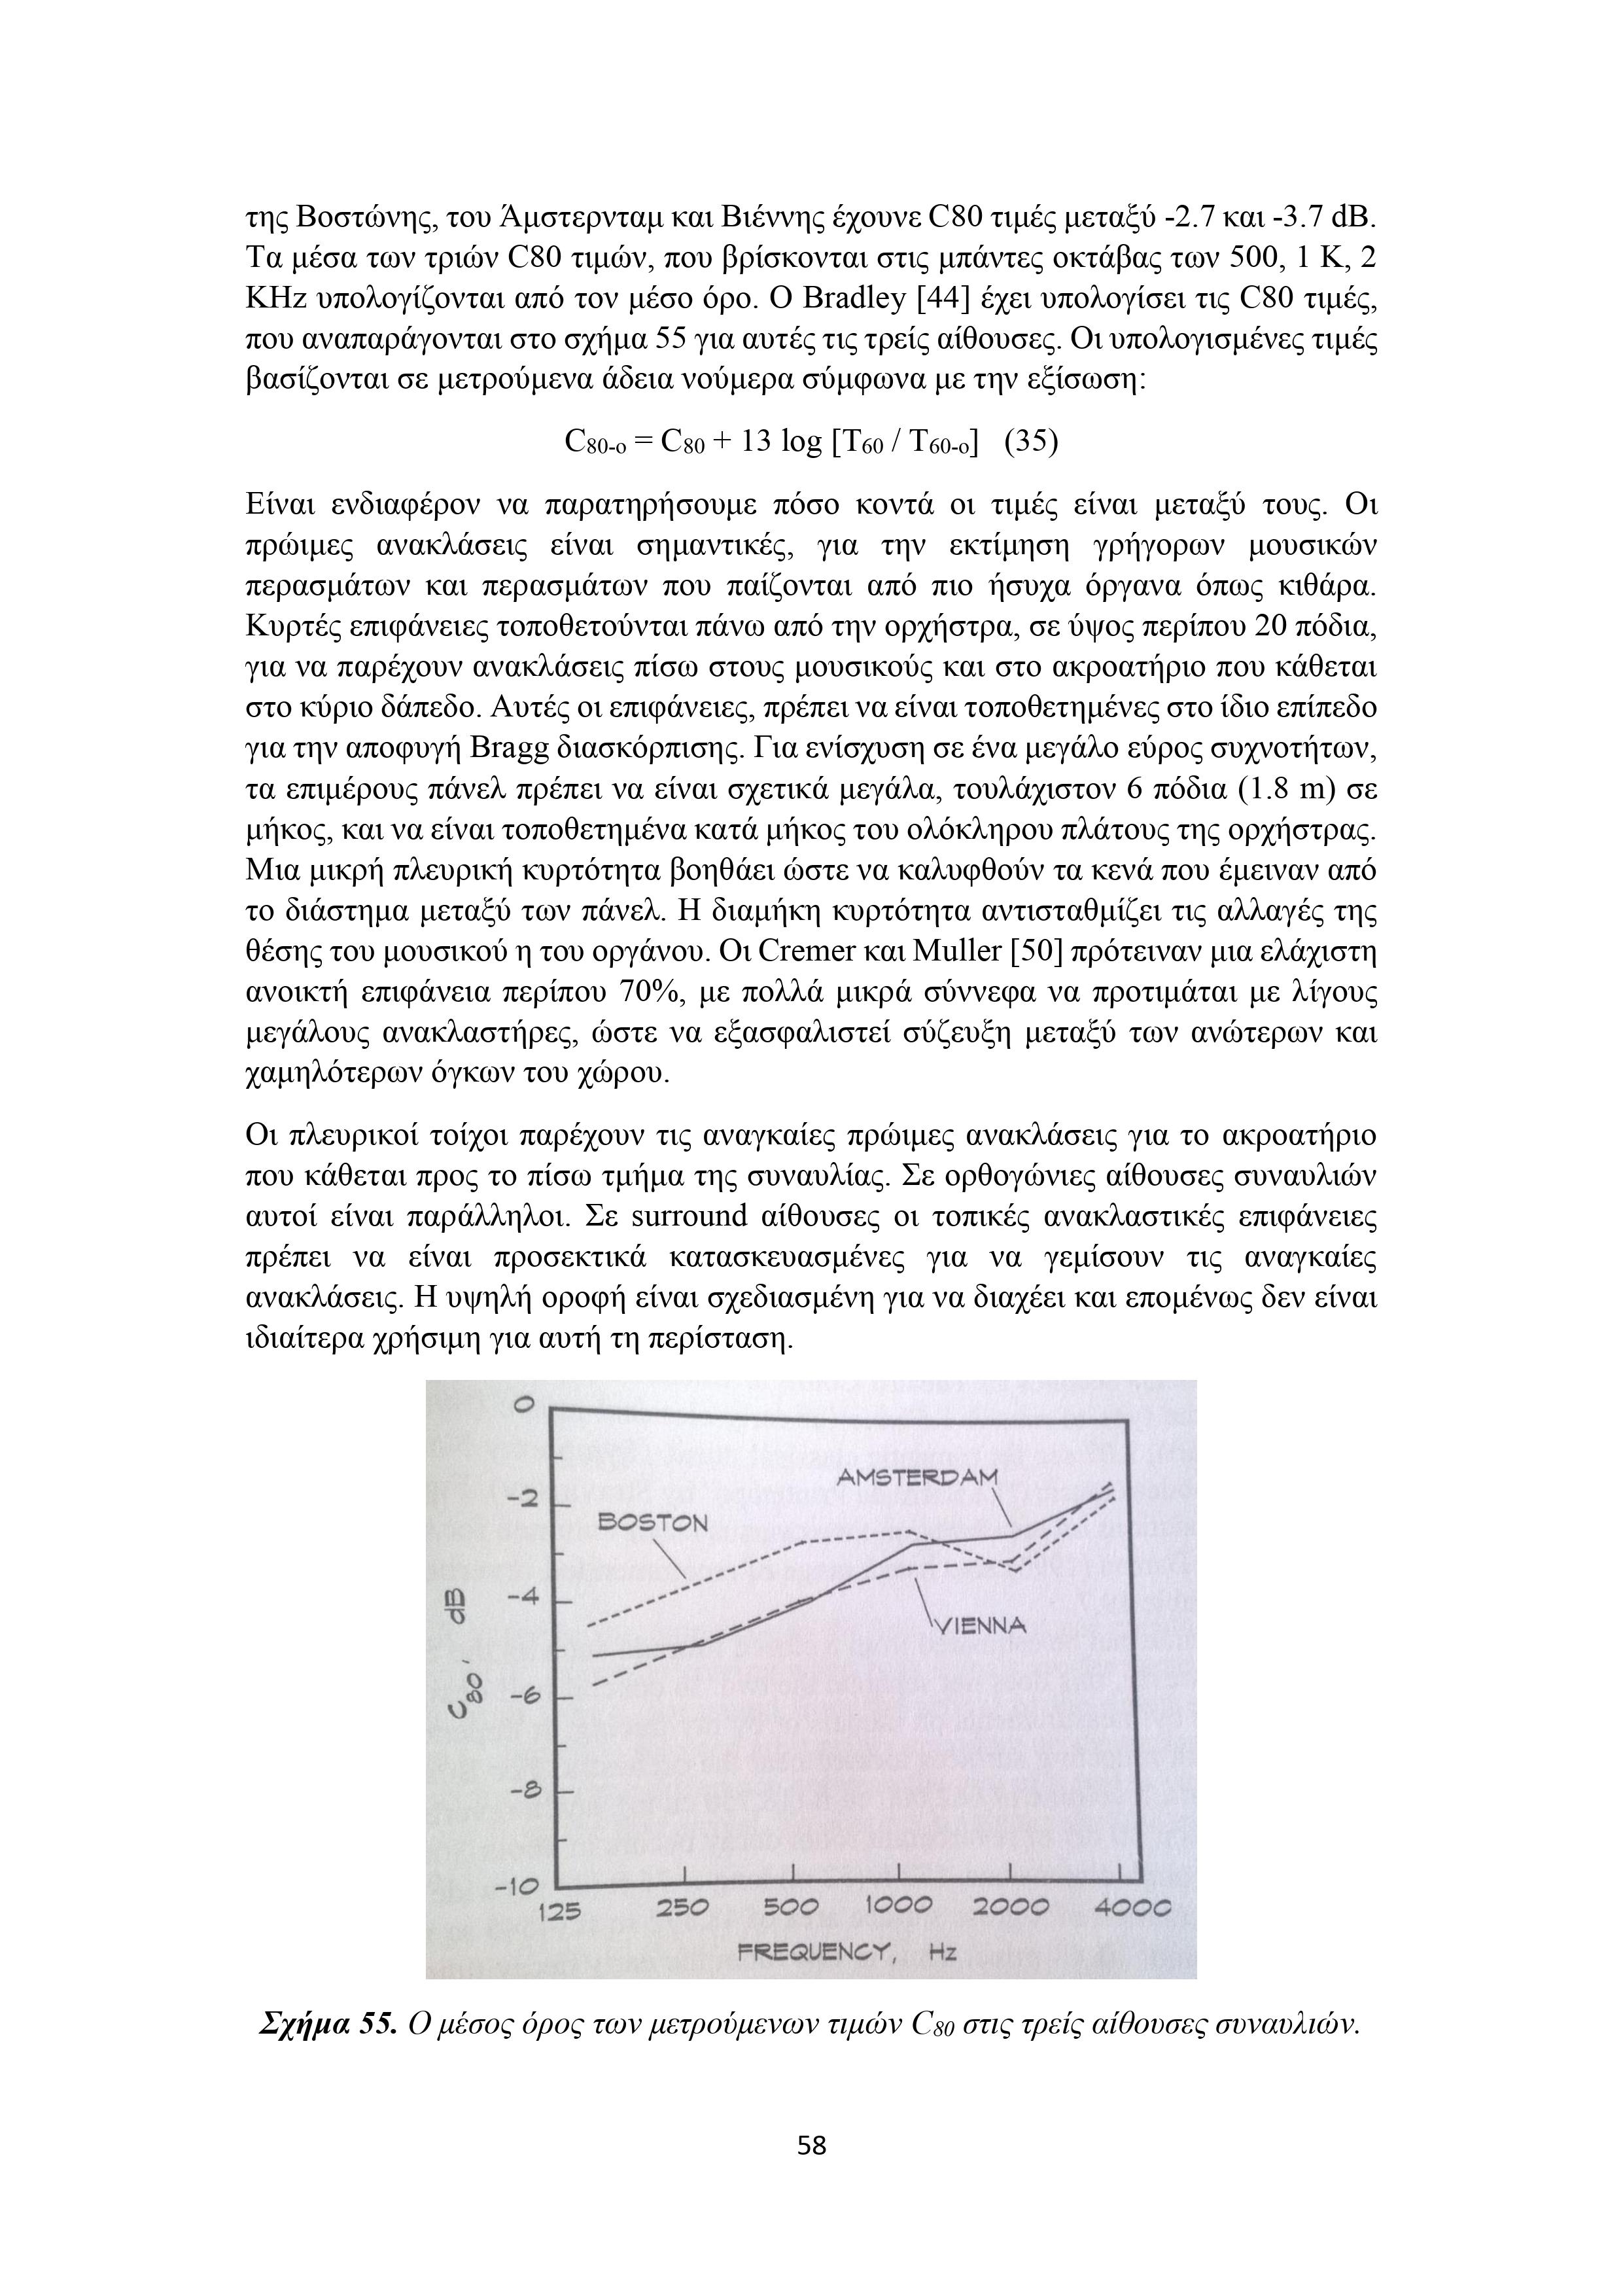 της Βοστώνης, του Άμστερνταμ και Βιέννης έχουνε C80 τιμές μεταξύ -2.7 και -3.7 dB.
Τα μέσα των τριών C80 τιμών, που βρίσκονται στις μπάντες οκτάβας των 500, 1 K, 2
KHz υπολογίζονται από τον μέσο όρο. Ο Bradley [44] έχει υπολογίσει τις C80 τιμές,
που αναπαράγονται στο σχήμα 55 για αυτές τις τρείς αίθουσες. Οι υπολογισμένες τιμές
βασίζονται σε μετρούμενα άδεια νούμερα σύμφωνα με την εξίσωση:
C80-o = C80 + 13 log [T60 / T60-o] (35)
Είναι ενδιαφέρον να παρατηρήσουμε πόσο κοντά οι τιμές είναι μεταξύ τους. Οι
πρώιμες ανακλάσεις είναι σημαντικές, για την εκτίμηση γρήγορων μουσικών
περασμάτων και περασμάτων που παίζονται από πιο ήσυχα όργανα όπως κιθάρα.
Κυρτές επιφάνειες τοποθετούνται πάνω από την ορχήστρα, σε ύψος περίπου 20 πόδια,
για να παρέχουν ανακλάσεις πίσω στους μουσικούς και στο ακροατήριο που κάθεται
στο κύριο δάπεδο. Αυτές οι επιφάνειες, πρέπει να είναι τοποθετημένες στο ίδιο επίπεδο
για την αποφυγή Bragg διασκόρπισης. Για ενίσχυση σε ένα μεγάλο εύρος συχνοτήτων,
τα επιμέρους πάνελ πρέπει να είναι σχετικά μεγάλα, τουλάχιστον 6 πόδια (1.8 m) σε
μήκος, και να είναι τοποθετημένα κατά μήκος του ολόκληρου πλάτους της ορχήστρας.
Μια μικρή πλευρική κυρτότητα βοηθάει ώστε να καλυφθούν τα κενά που έμειναν από
το διάστημα μεταξύ των πάνελ. Η διαμήκη κυρτότητα αντισταθμίζει τις αλλαγές της
θέσης του μουσικού η του οργάνου. Οι Cremer και Muller [50] πρότειναν μια ελάχιστη
ανοικτή επιφάνεια περίπου 70%, με πολλά μικρά σύννεφα να προτιμάται με λίγους
μεγάλους ανακλαστήρες, ώστε να εξασφαλιστεί σύζευξη μεταξύ των ανώτερων και
χαμηλότερων όγκων του χώρου.
Οι πλευρικοί τοίχοι παρέχουν τις αναγκαίες πρώιμες ανακλάσεις για το ακροατήριο
που κάθεται προς το πίσω τμήμα της συναυλίας. Σε ορθογώνιες αίθουσες συναυλιών
αυτοί είναι παράλληλοι. Σε surround αίθουσες οι τοπικές ανακλαστικές επιφάνειες
πρέπει να είναι προσεκτικά κατασκευασμένες για να γεμίσουν τις αναγκαίες
ανακλάσεις. Η υψηλή οροφή είναι σχεδιασμένη για να διαχέει και επομένως δεν είναι
ιδιαίτερα χρήσιμη για αυτή τη περίσταση.
0
AMSTERDAM
-2
BOSTON
-4
C80, dB
VIENNA
-6
-8
-10
125 250 500 1000 2000 4000
FREQUENCY, Hz
Σχήμα 55. Ο μέσος όρος των μετρούμενων τιμών C80 στις τρείς αίθουσες συναυλιών.
58